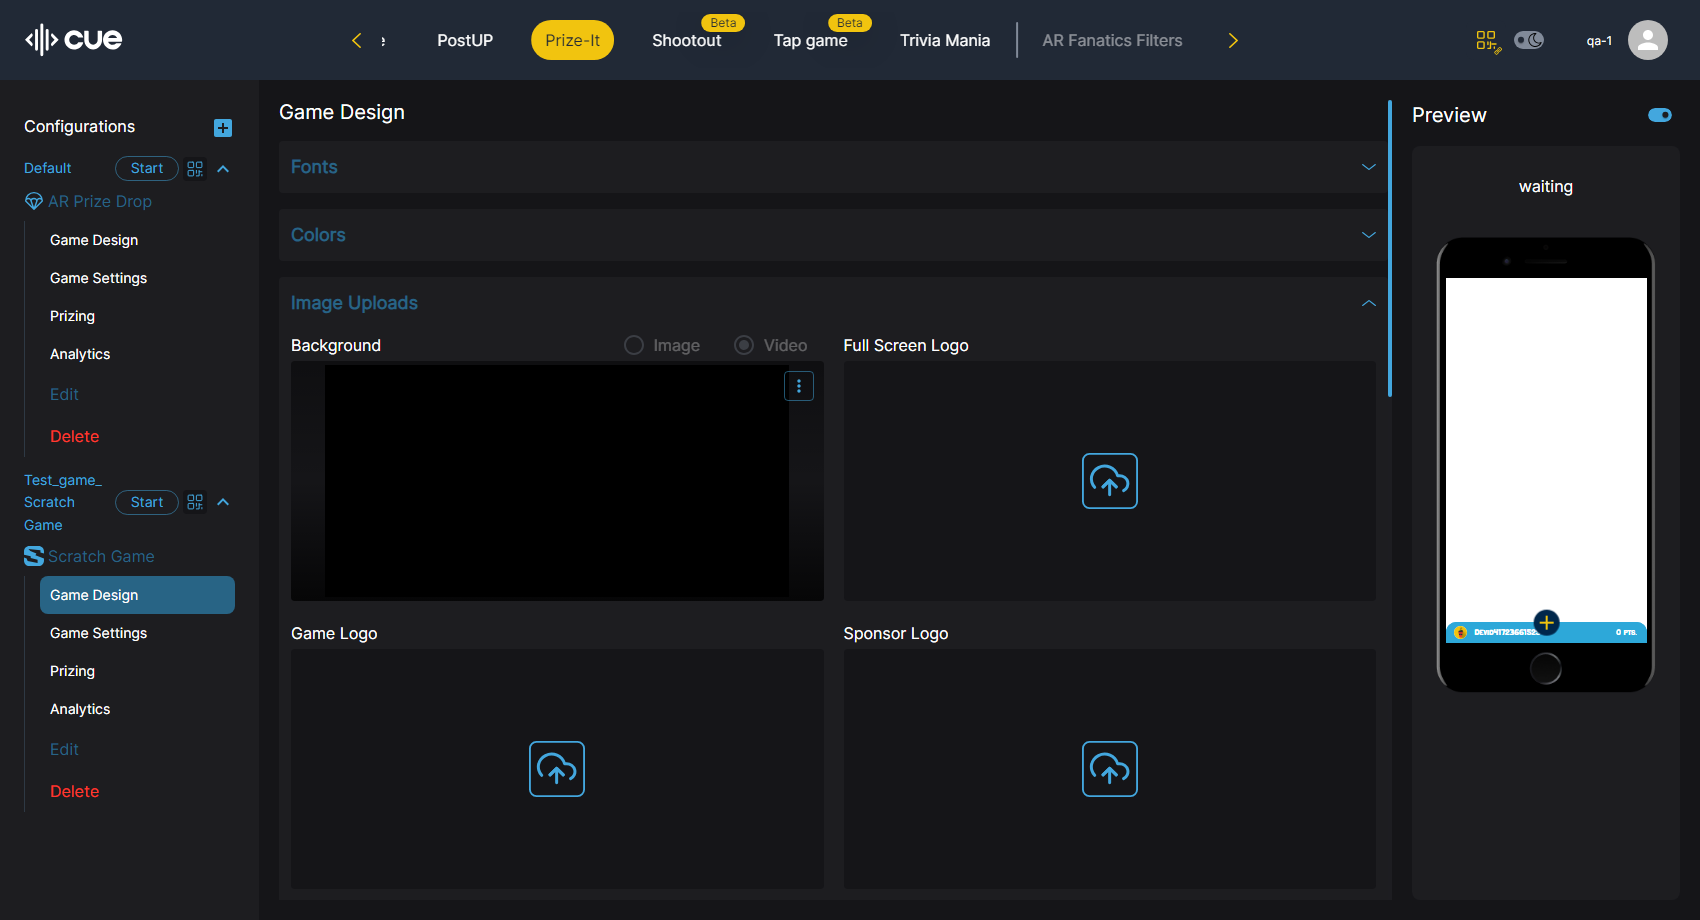 cue
PostUP
Prize-It
Beta
Shootout
Beta
Tap game
Trivia Mania
AR Fanatics Filters
qa-1
Configurations
Default
Start
AR Prize Drop
Game Design
Game Settings
Prizing
Analytics
Edit
Delete
Test_game_
Scratch
Game
Start
Scratch Game
Game Design
Game Settings
Prizing
Analytics
Edit
Delete
Game Design
Fonts
Colors
Image Uploads
Background
Image
Video
Full Screen Logo
Game Logo
Sponsor Logo
Preview
waiting
0 PTS.